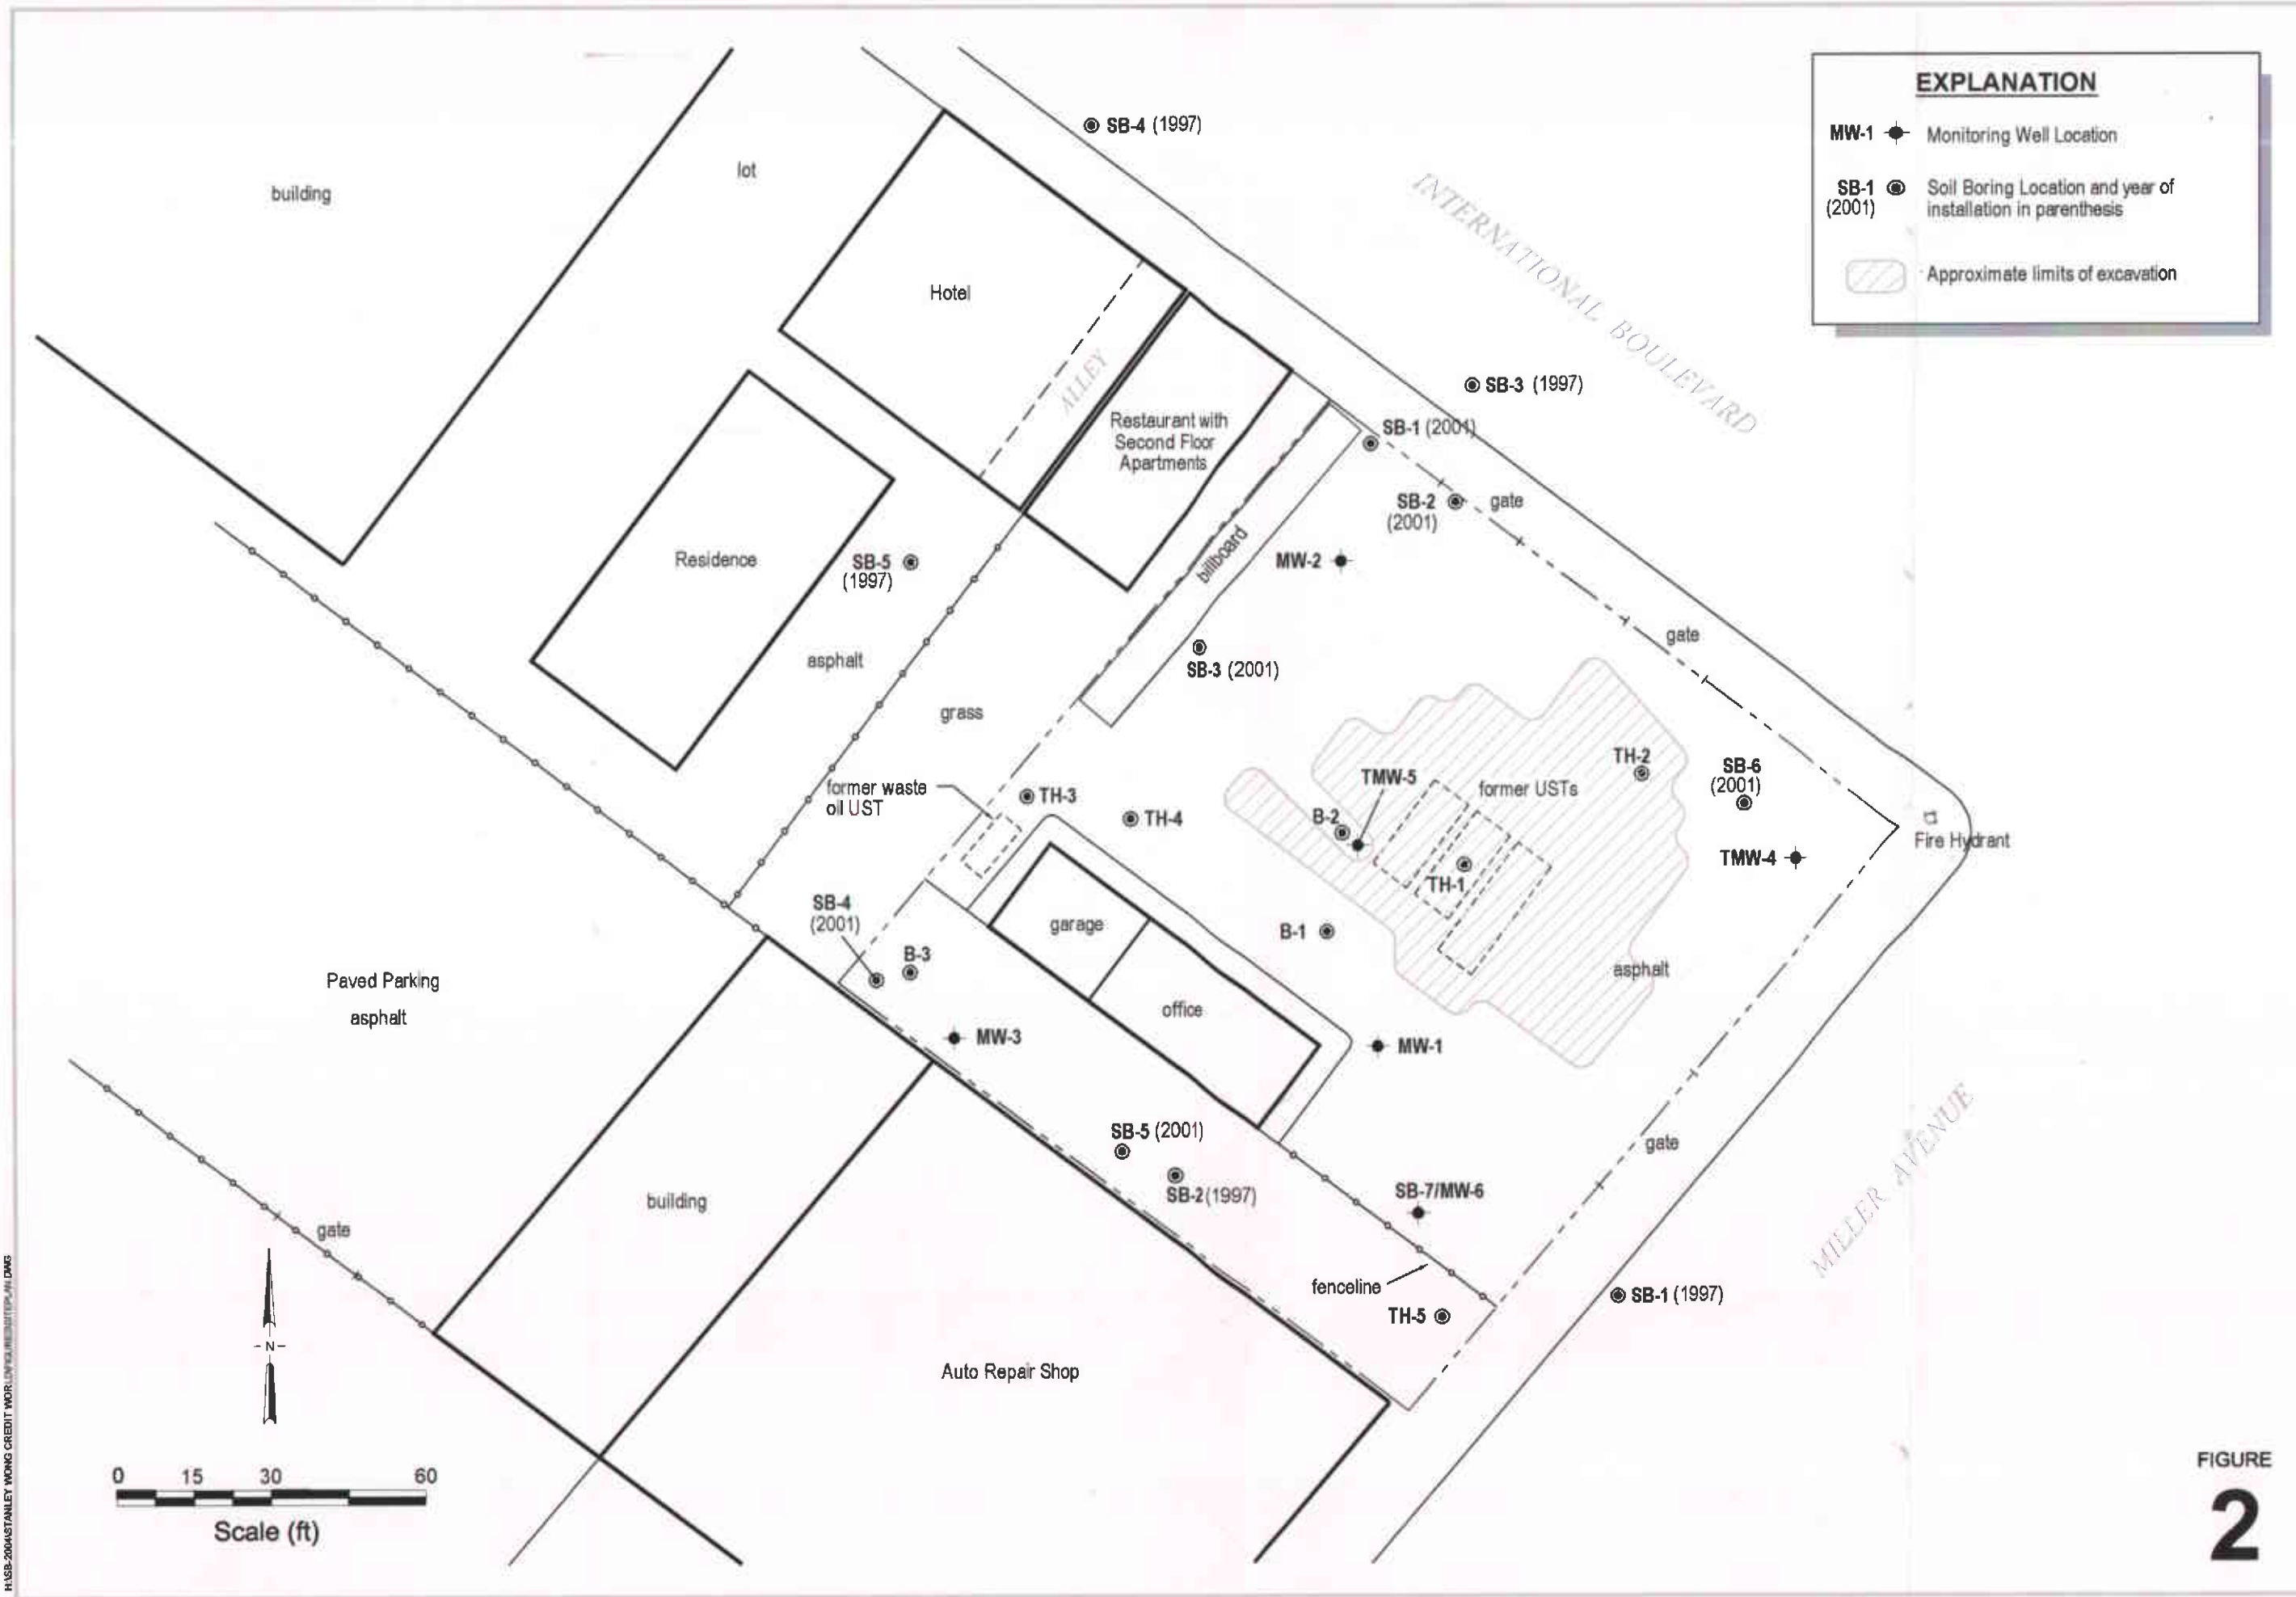 EXPLANATION
MW-1 Monitoring Well Location
SB-1 Soil Boring Location and year of
(2001) installation in parenthesis
Approximate limits of excavation
SB-4 (1997)
building
lot
INTERNATIONAL BOULEVARD
Hotel
ALLEY
SB-3 (1997)
Restaurant with
Second Floor
Apartments
SB-1 (2001)
SB-2
(2001)
gate
billboard
MW-2
Residence
SB-5
(1997)
gate
asphalt
SB-3 (2001)
grass
TH-2
SB-6
(2001)
TMW-5
former USTs
former waste
oil UST
TH-3
TH-4
B-2
Fire Hydrant
TMW-4
TH-1
SB-4
(2001)
garage
B-1
B-3
asphalt
Paved Parking
asphalt
office
MW-3
MW-1
SB-5 (2001)
SB-2 (1997)
gate
MILLER AVENUE
building
SB-7/MW-6
gate
fenceline
SB-1 (1997)
TH-5
- N -
Auto Repair Shop
0 15 30 60
Scale (ft)
FIGURE
2